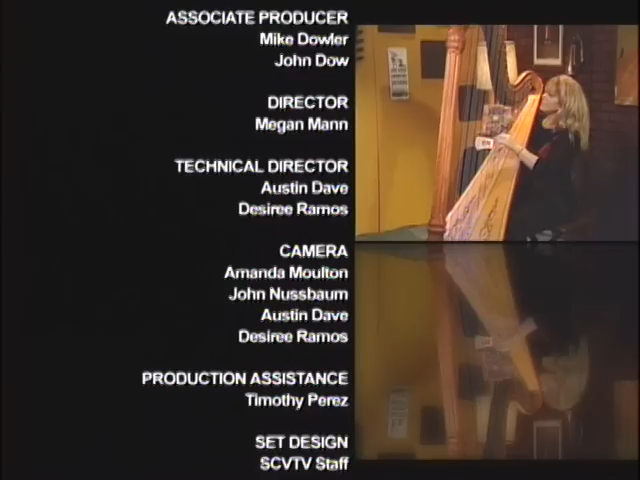 ASSOCIATE PRODUCER
Mike Dowler
John Dow
DIRECTOR
Megan Mann
TECHNICAL DIRECTOR
Austin Dave
Desiree Ramos
CAMERA
Amanda Moulton
John Nussbaum
Austin Dave
Desiree Ramos
PRODUCTION ASSISTANCE
Timothy Perez
SET DESIGN
SCVTV Staff